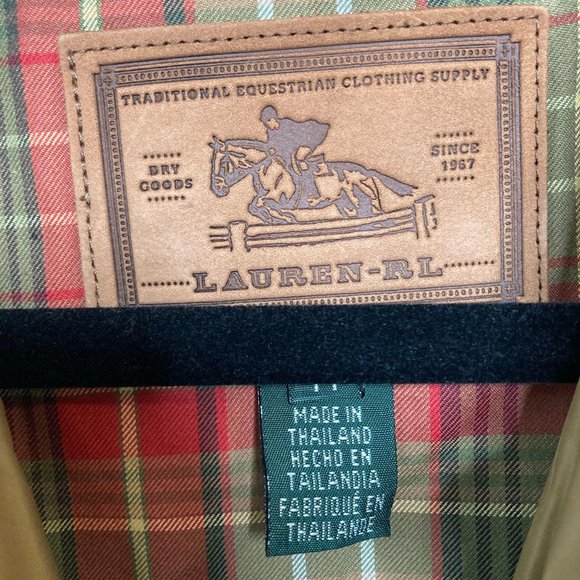 TRADITIONAL EQUESTRIAN CLOTHING SUPPLY
DRY
GOODS
SINCE
1967
LAUREN-RL
MADE IN
THAILAND
HECHO EN
TAILANDIA
FABRIQUÉ EN
THAILANDE